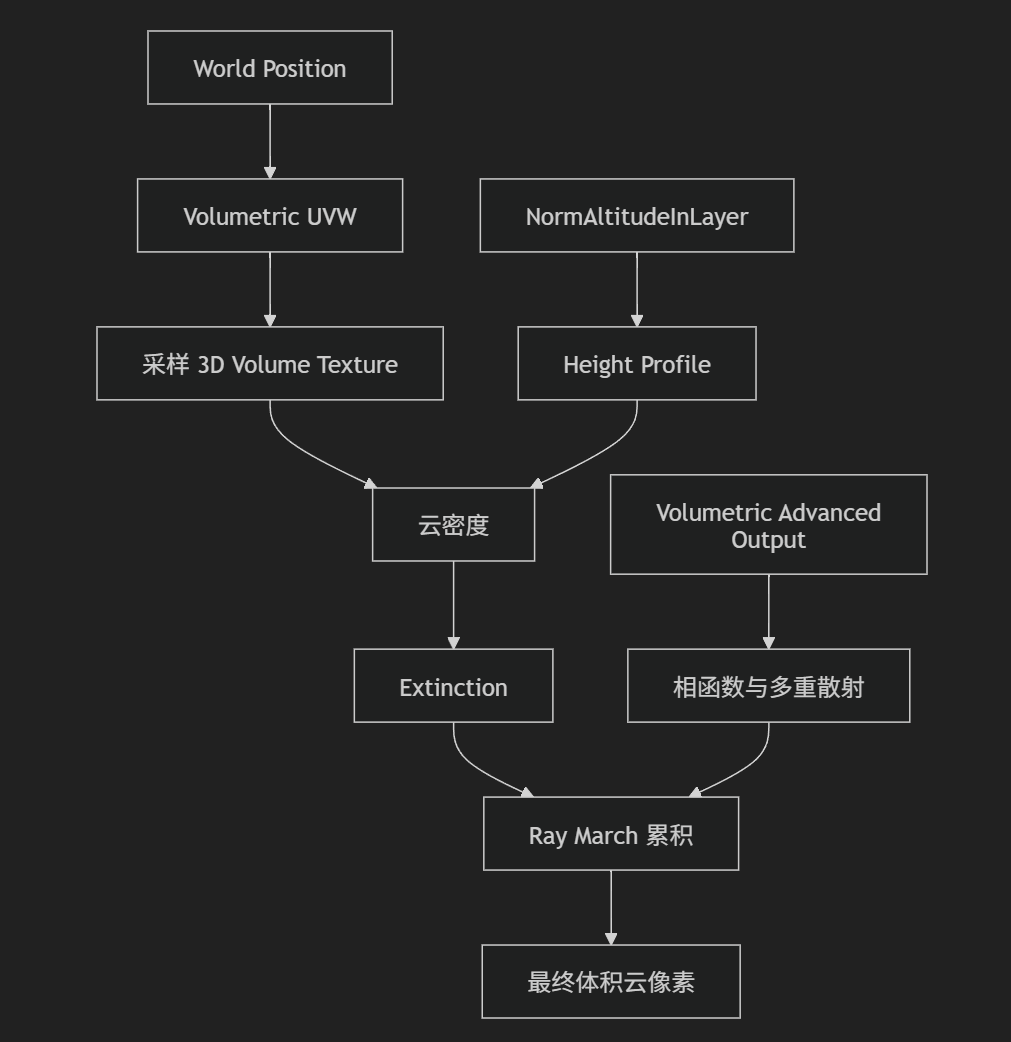 World Position
Volumetric UVW
NormAltitudeInLayer
采样 3D Volume Texture
Height Profile
云密度
Volumetric Advanced
Output
Extinction
相函数与多重散射
Ray March 累积
最终体积云像素